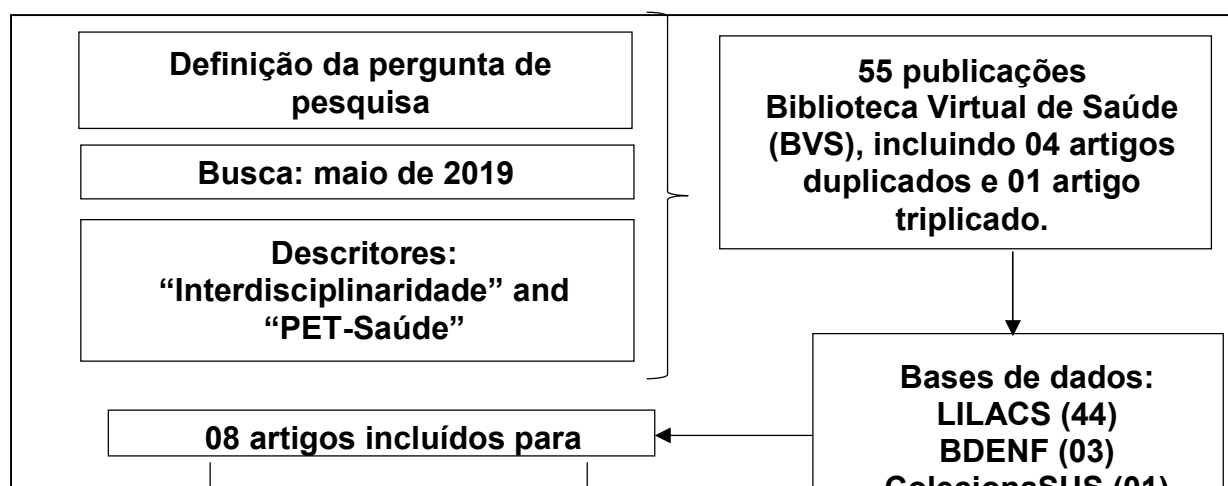 Definição da pergunta de
pesquisa
Busca: maio de 2019
Descritores:
“Interdisciplinaridade” and
“PET-Saúde”
55 publicações
Biblioteca Virtual de Saúde
(BVS), incluindo 04 artigos
duplicados e 01 artigo
triplicado.
Bases de dados:
LILACS (44)
BDENF (03)
ColecionaSUS (01)
08 artigos incluídos para